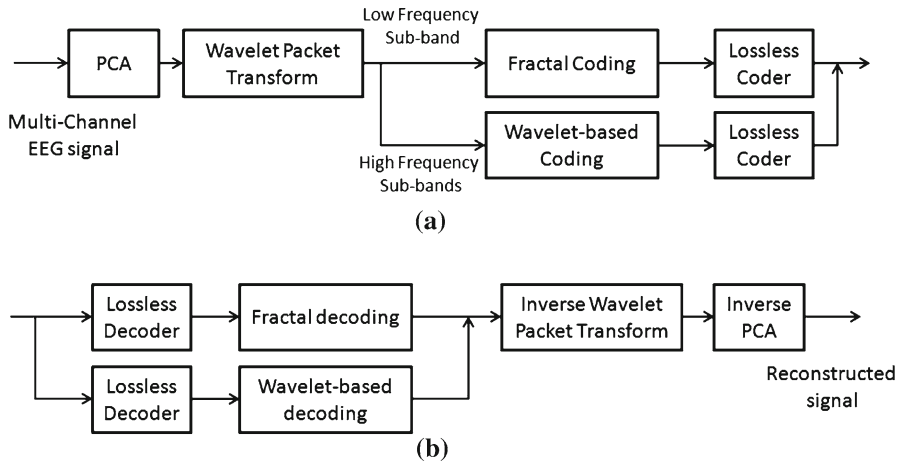 Low Frequency
Sub-band
PCA
Wavelet Packet
Transform
Fractal Coding
Lossless
Coder
Multi-Channel
EEG signal
Wavelet-based
Coding
Lossless
Coder
High Frequency
Sub-bands
(a)
Lossless
Decoder
Fractal decoding
Inverse Wavelet
Packet Transform
Inverse
PCA
Lossless
Decoder
Wavelet-based
decoding
Reconstructed
signal
(b)